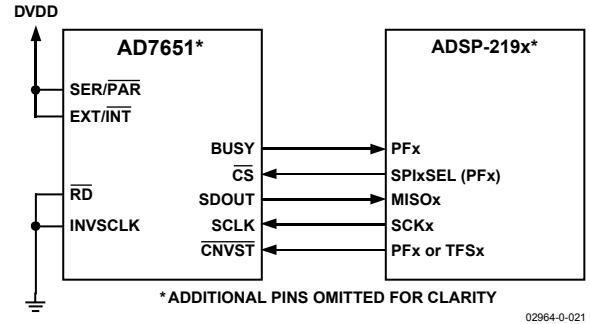 DVDD
AD7651*
ADSP-219x*
SER/PAR
EXT/INT
BUSY
PFx
CS
SPIxSEL (PFx)
RD
SDOUT
MISOx
INVSCLK
SCLK
SCKx
CNVST
PFx or TFSx
*ADDITIONAL PINS OMITTED FOR CLARITY
02964-0-021